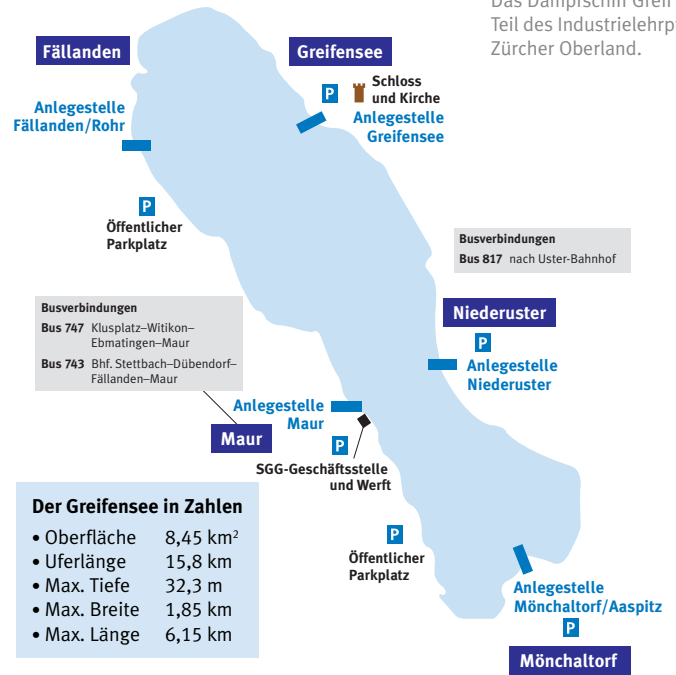 Das Dampfschiff Greif
Teil des Industrielehrp
Zürcher Oberland.
Fällanden
Greifensee
P
Schloss
und Kirche
Anlegestelle
Fällanden/Rohr
Anlegestelle
Greifensee
P
Öffentlicher
Parkplatz
Busverbindungen
Bus 817 nach Uster-Bahnhof
Busverbindungen
Bus 747 Klusplatz–Witikon–
Ebmatingen–Maur
Bus 743 Bhf. Stettbach–Dübendorf–
Fällanden–Maur
Niederuster
P
Anlegestelle
Niederuster
Anlegestelle
Maur
Maur
P
SGG-Geschäftsstelle
und Werft
Der Greifensee in Zahlen
• Oberfläche 8,45 km²
• Uferlänge 15,8 km
• Max. Tiefe 32,3 m
• Max. Breite 1,85 km
• Max. Länge 6,15 km
P
Öffentlicher
Parkplatz
Anlegestelle
Mönchaltorf/Aaspitz
P
Mönchaltorf